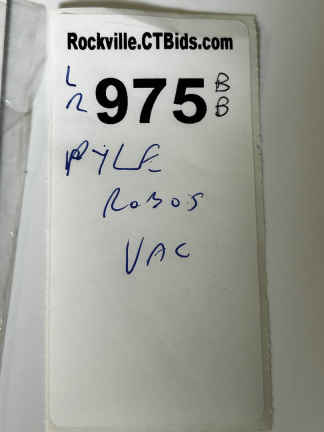 Rockville.CTBids.com
L 975 B
R B
PYLE
ROBOS
VAC